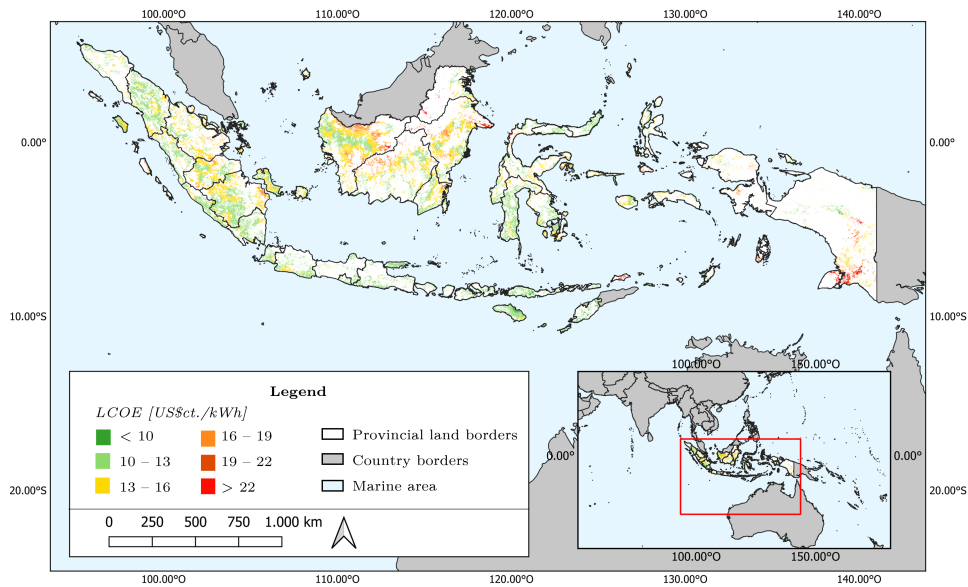 100.00°O 110.00°O 120.00°O 130.00°O 140.00°O
0.00° 0.00°
10.00°S 10.00°S
100.00°O 150.00°O
Legend
LCOE [US$ct./kWh]
< 10 16 – 19 Provincial land borders
10 – 13 19 – 22 Country borders
13 – 16 > 22 Marine area
0.00° 0.00°
20.00°S 20.00°S
0 250 500 750 1.000 km
100.00°O 150.00°O
100.00°O 110.00°O 120.00°O 130.00°O 140.00°O